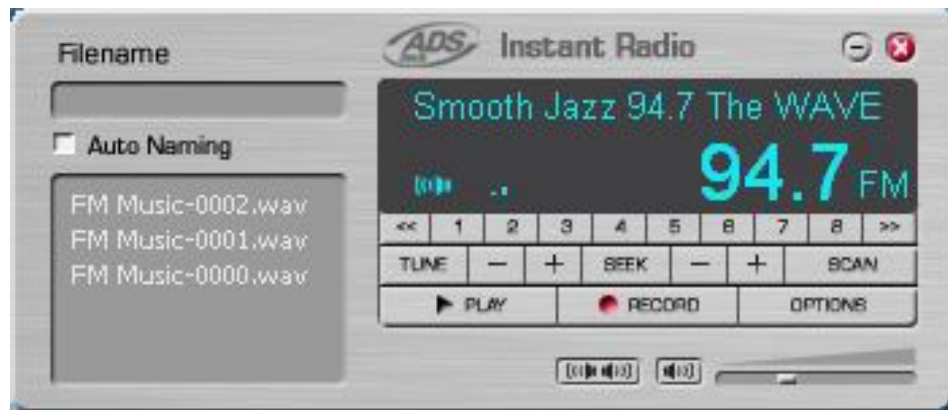 Filename
Auto Naming
FM Music-0002.wav
FM Music-0001.wav
FM Music-0000.wav
ADS Instant Radio
Smooth Jazz 94.7 The WAVE
94.7 FM
<< 1 2 3 4 5 6 7 8 >>
TUNE — + SEEK — + SCAN
PLAY RECORD OPTIONS